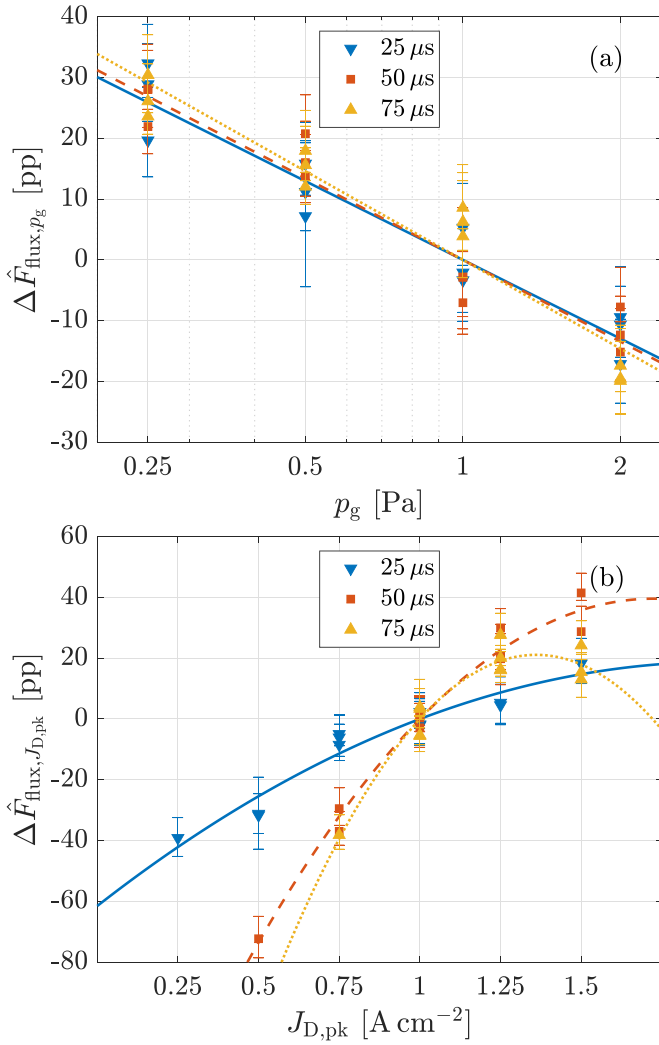 40
30
20
10
0
-10
-20
-30
ΔF̂flux,pg [pp]
25 μs
50 μs
75 μs
(a)
0.25 0.5 1 2
pg [Pa]
60
40
20
0
-20
-40
-60
-80
ΔF̂flux,JD,pk [pp]
25 μs
50 μs
75 μs
(b)
0.25 0.5 0.75 1 1.25 1.5
JD,pk [A cm−2]